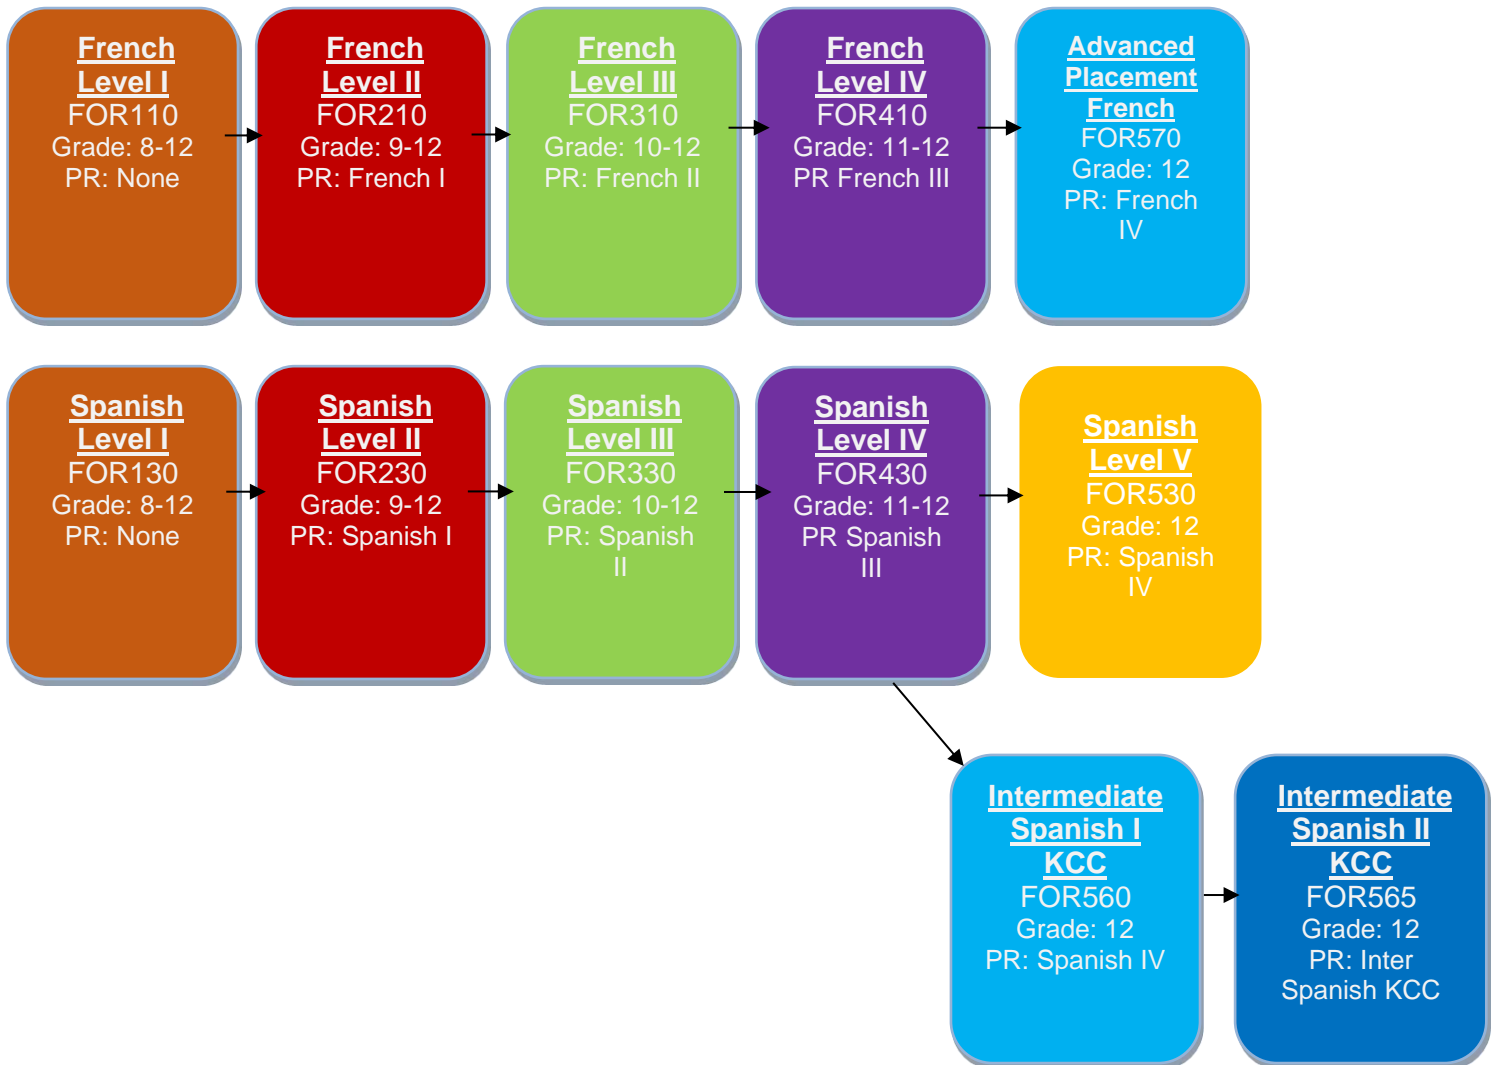 French
Level I
FOR110
Grade: 8-12
PR: None
French
Level II
FOR210
Grade: 9-12
PR: French I
French
Level III
FOR310
Grade: 10-12
PR: French II
French
Level IV
FOR410
Grade: 11-12
PR French III
Advanced
Placement
French
FOR570
Grade: 12
PR: French
IV
Spanish
Level I
FOR130
Grade: 8-12
PR: None
Spanish
Level II
FOR230
Grade: 9-12
PR: Spanish I
Spanish
Level III
FOR330
Grade: 10-12
PR: Spanish
II
Spanish
Level IV
FOR430
Grade: 11-12
PR Spanish
III
Spanish
Level V
FOR530
Grade: 12
PR: Spanish
IV
Intermediate
Spanish I
KCC
FOR560
Grade: 12
PR: Spanish IV
Intermediate
Spanish II
KCC
FOR565
Grade: 12
PR: Inter
Spanish KCC